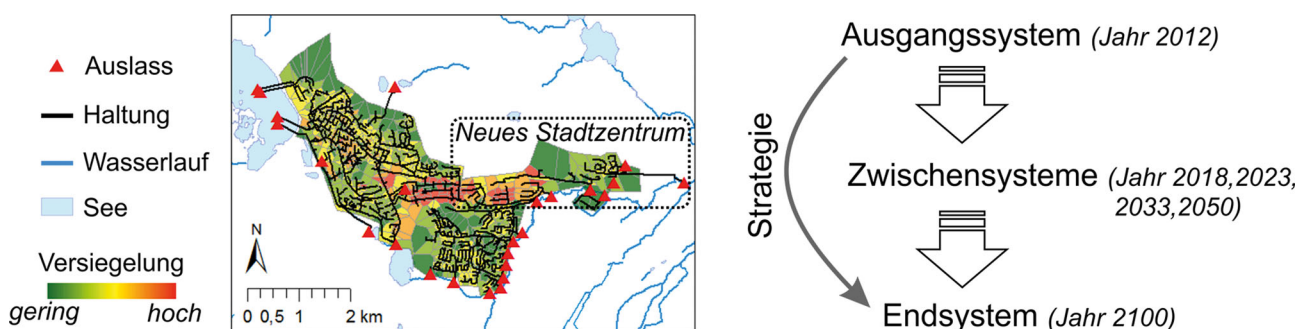 Auslass
Haltung
Wasserlauf
See
Versiegelung
gering hoch
Neues Stadtzentrum
N
0 0,5 1 2 km
Strategie
Ausgangssystem (Jahr 2012)
Zwischensysteme (Jahr 2018,2023,
2033,2050)
Endsystem (Jahr 2100)